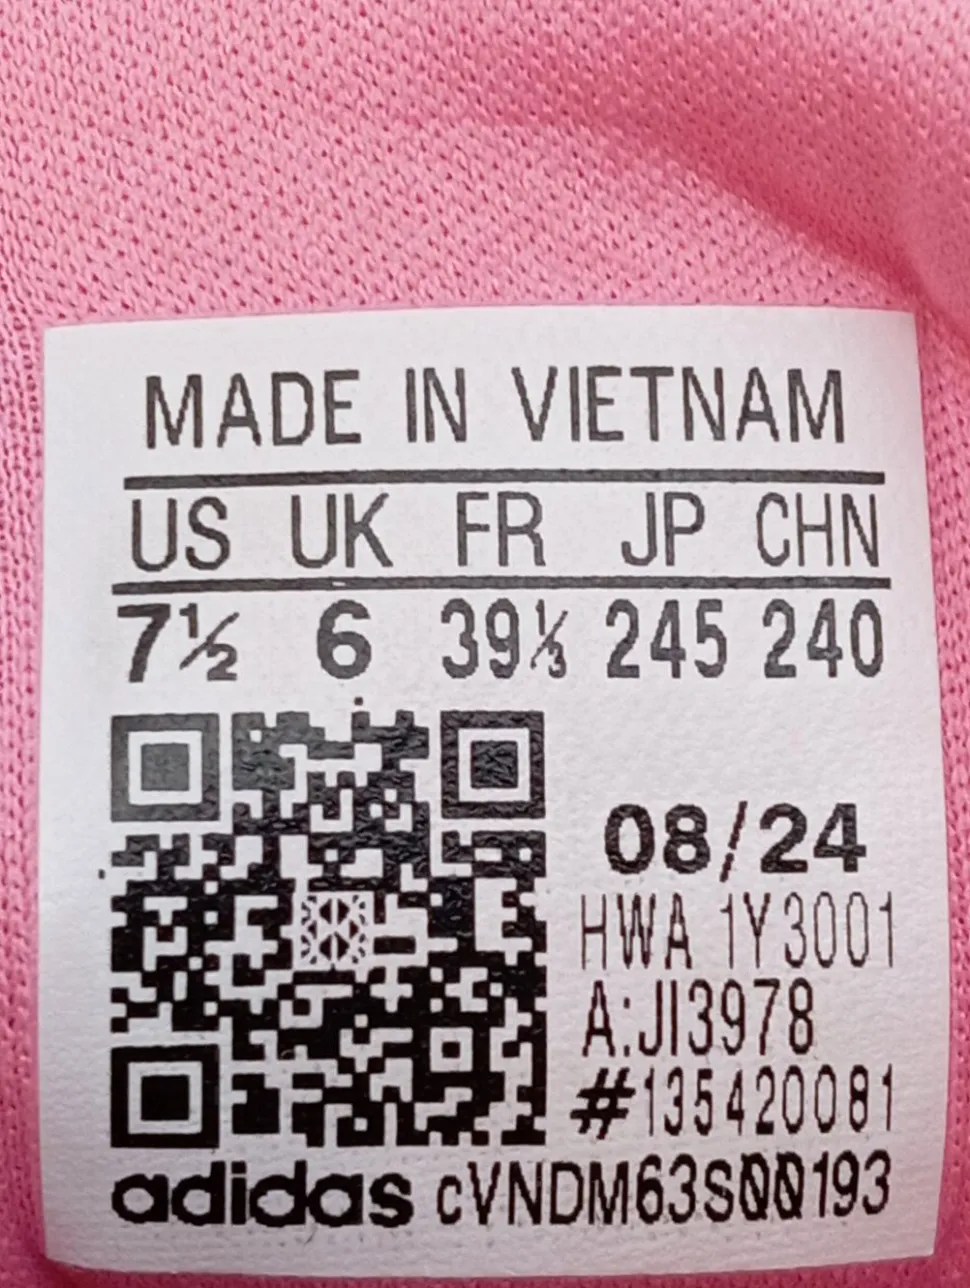 MADE IN VIETNAM
US UK FR JP CHN
7½ 6 39⅓ 245 240
08/24
HWA 1Y3001
A:JI3978
#135420081
adidas cVNDM63S00193